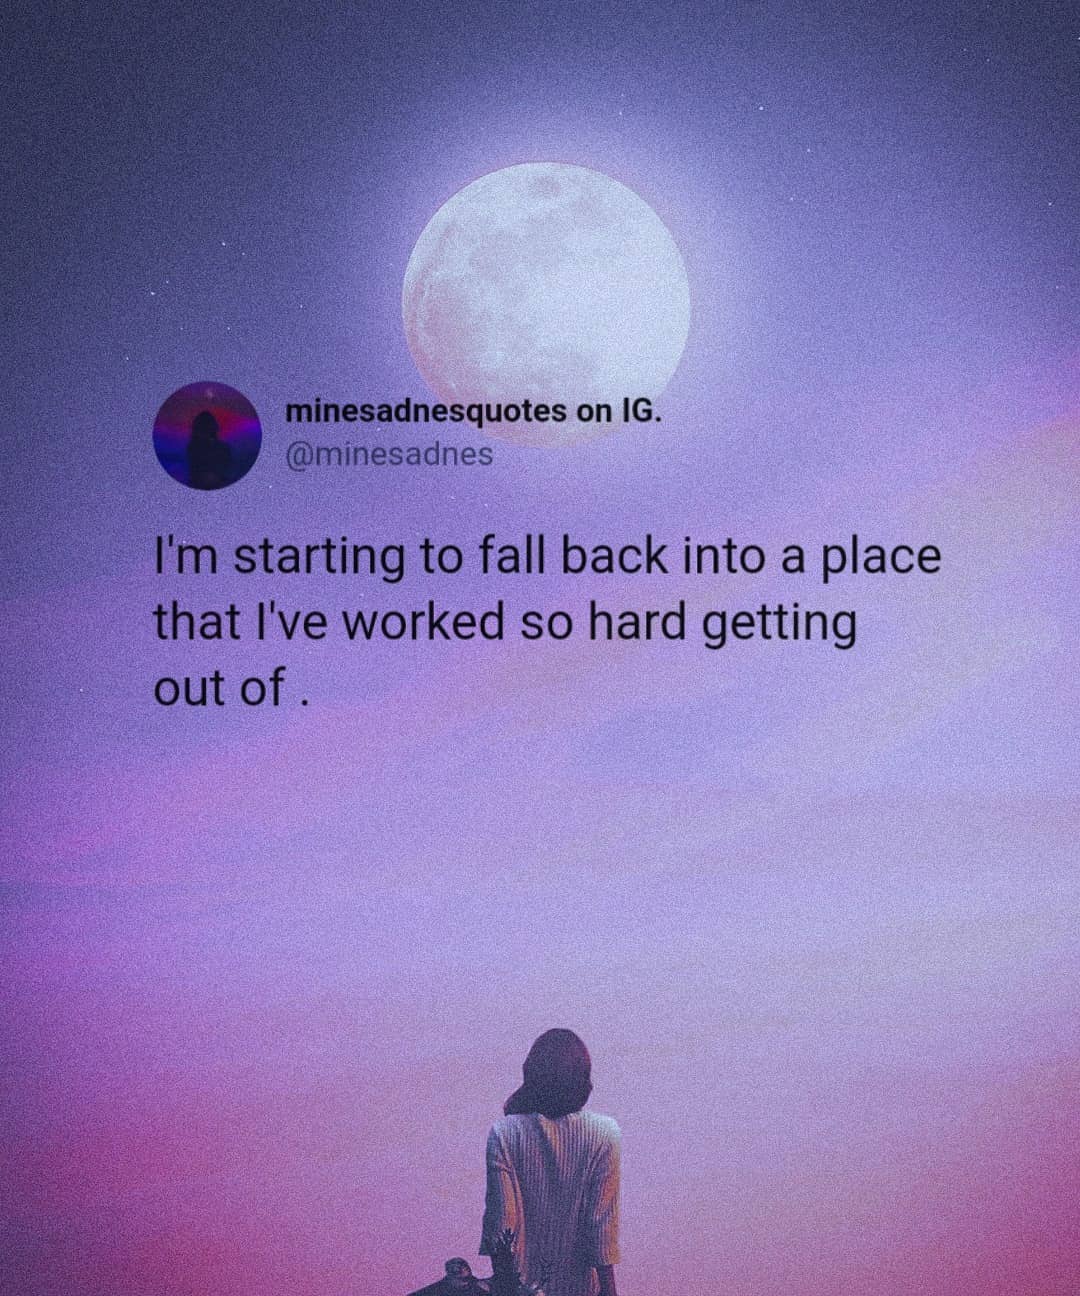 minesadnesquotes on IG.
@minesadnes
I'm starting to fall back into a place
that I've worked so hard getting
out of .